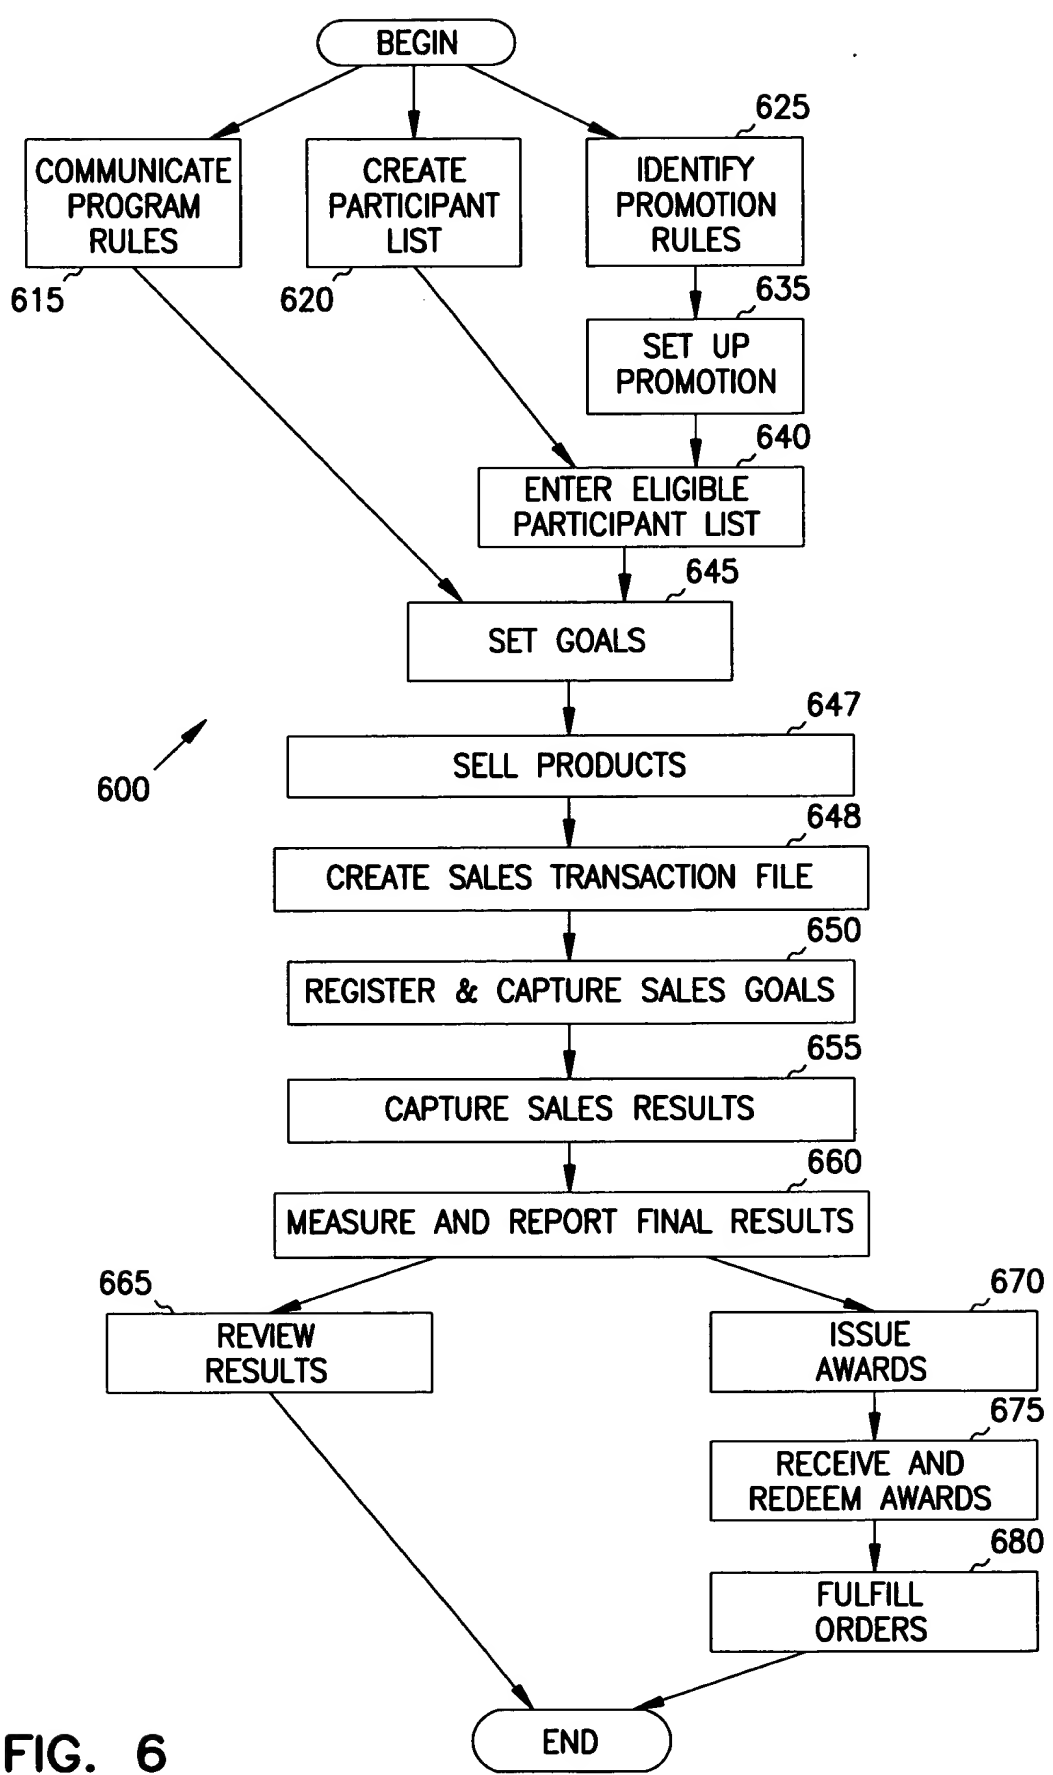 BEGIN
625
COMMUNICATE
PROGRAM
RULES
CREATE
PARTICIPANT
LIST
IDENTIFY
PROMOTION
RULES
615
620
635
SET UP
PROMOTION
640
ENTER ELIGIBLE
PARTICIPANT LIST
645
SET GOALS
647
SELL PRODUCTS
600
648
CREATE SALES TRANSACTION FILE
650
REGISTER & CAPTURE SALES GOALS
655
CAPTURE SALES RESULTS
660
MEASURE AND REPORT FINAL RESULTS
665
REVIEW
RESULTS
670
ISSUE
AWARDS
675
RECEIVE AND
REDEEM AWARDS
680
FULFILL
ORDERS
END
FIG. 6